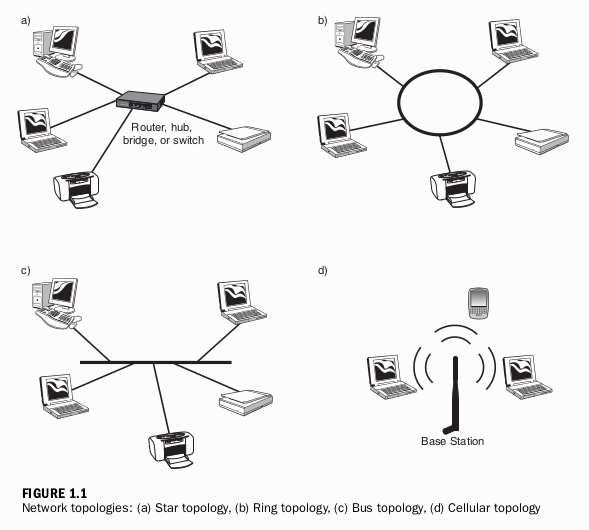 a)
b)
Router, hub,
bridge, or switch
c)
d)
Base Station
FIGURE 1.1
Network topologies: (a) Star topology, (b) Ring topology, (c) Bus topology, (d) Cellular topology